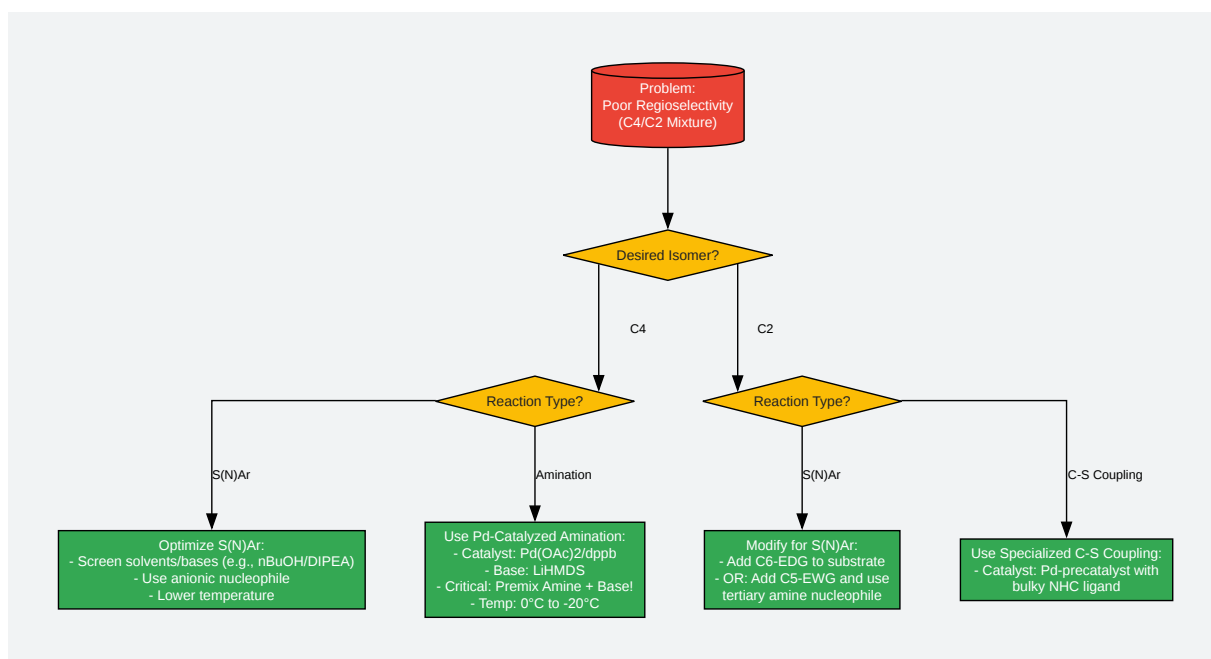 Problem:
Poor Regioselectivity
(C4/C2 Mixture)
Desired Isomer?
C4
C2
Reaction Type?
Reaction Type?
S(N)Ar
Amination
S(N)Ar
C-S Coupling
Optimize S(N)Ar:
- Screen solvents/bases (e.g., nBuOH/DIPEA)
- Use anionic nucleophile
- Lower temperature
Use Pd-Catalyzed Amination:
- Catalyst: Pd(OAc)2/dppb
- Base: LiHMDS
- Critical: Premix Amine + Base!
- Temp: 0°C to -20°C
Modify for S(N)Ar:
- Add C6-EDG to substrate
- OR: Add C5-EWG and use
tertiary amine nucleophile
Use Specialized C-S Coupling:
- Catalyst: Pd-precatalyst with
bulky NHC ligand